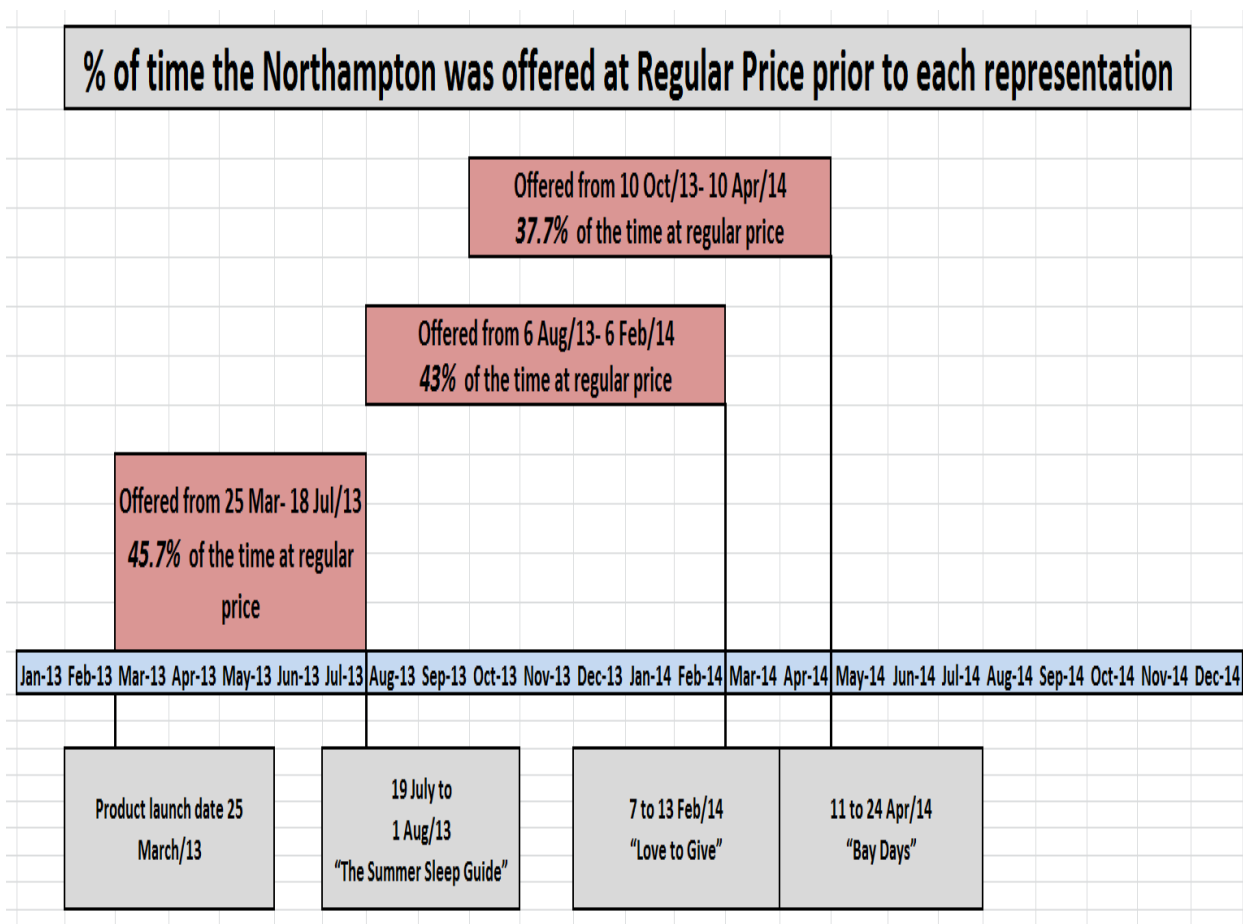 % of time the Northampton was offered at Regular Price prior to each representation
Offered from 10 Oct/13- 10 Apr/14
37.7% of the time at regular price
Offered from 6 Aug/13- 6 Feb/14
43% of the time at regular price
Offered from 25 Mar- 18 Jul/13
45.7% of the time at regular
price
Jan-13 Feb-13 Mar-13 Apr-13 May-13 Jun-13 Jul-13 Aug-13 Sep-13 Oct-13 Nov-13 Dec-13 Jan-14 Feb-14 Mar-14 Apr-14 May-14 Jun-14 Jul-14 Aug-14 Sep-14 Oct-14 Nov-14 Dec-14
Product launch date 25
March/13
19 July to
1 Aug/13
“The Summer Sleep Guide”
7 to 13 Feb/14
“Love to Give”
11 to 24 Apr/14
“Bay Days”